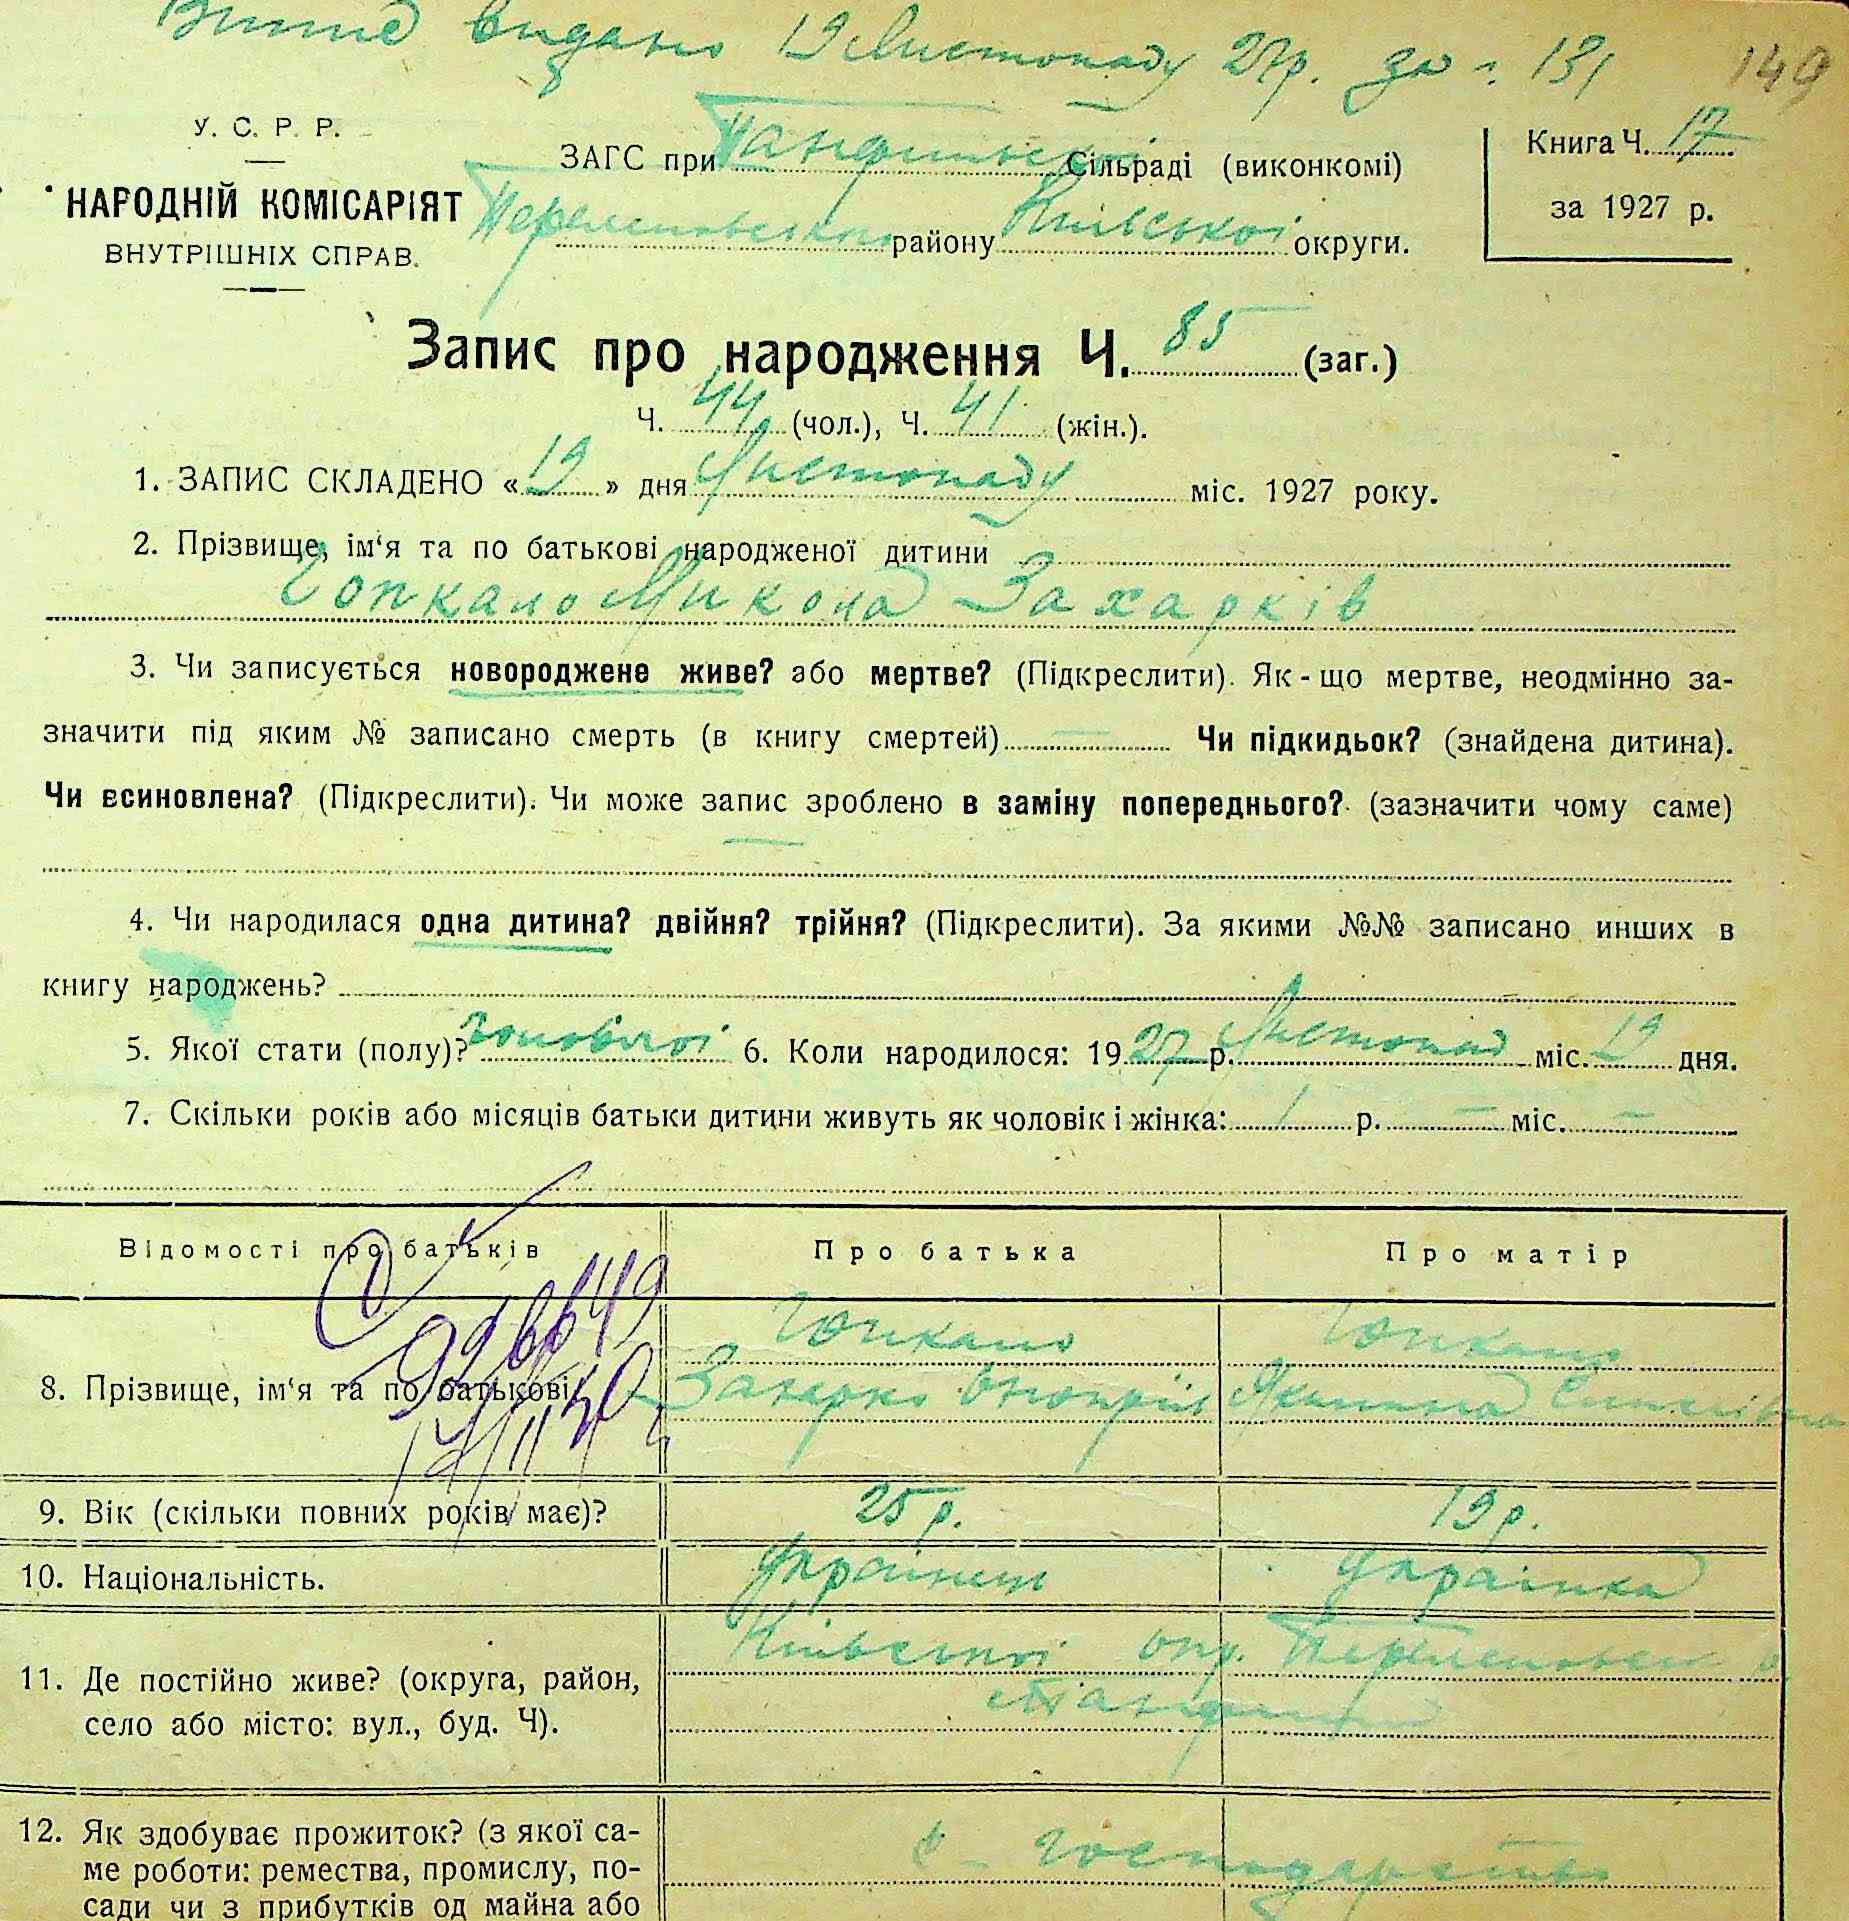 Витяг видано 19 Листопаду 27р. за ч. 131 149
У. С. Р. Р.
НАРОДНІЙ КОМІСАРІЯТ
ВНУТРІШНІХ СПРАВ.
ЗАГС при Панфильській Сільраді (виконкомі)
району Київської округи.
Книга Ч. 17
за 1927 р.
Запис про народження Ч. 85 (заг.)
Ч. 44 (чол.), Ч. 41 (жін.).
1. ЗАПИС СКЛАДЕНО «19» дня Листопаду міс. 1927 року.
2. Прізвище, ім‘я та по батькові народженої дитини
Гопкало Микола Захарків
3. Чи записується новороджене живе? або мертве? (Підкреслити). Як-що мертве, неодмінно за-
значити під яким № записано смерть (в книгу смертей) — Чи підкидьок? (знайдена дитина).
Чи всиновлена? (Підкреслити). Чи може запис зроблено в заміну попереднього? (зазначити чому саме)
4. Чи народилася одна дитина? двійня? трійня? (Підкреслити). За якими №№ записано инших в
книгу народжень?
5. Якої стати (полу)? чоловічої 6. Коли народилося: 1927 р. Листопад міс. 19 дня.
7. Скільки років або місяців батьки дитини живуть як чоловік і жінка: 1 р. — міс. —
Відомості про батьків Про батька Про матір
Гопкало Гопкало
8. Прізвище, ім‘я та по батькові Захарко
9. Вік (скільки повних років має)? 25 р. 19 р.
10. Національність. Українець Українка
Київської окр.
11. Де постійно живе? (округа, район,
село або місто: вул., буд. Ч).
12. Як здобуває прожиток? (з якої са-
с - господарство
ме роботи: ремества, промислу, по-
сади чи з прибутків од майна або